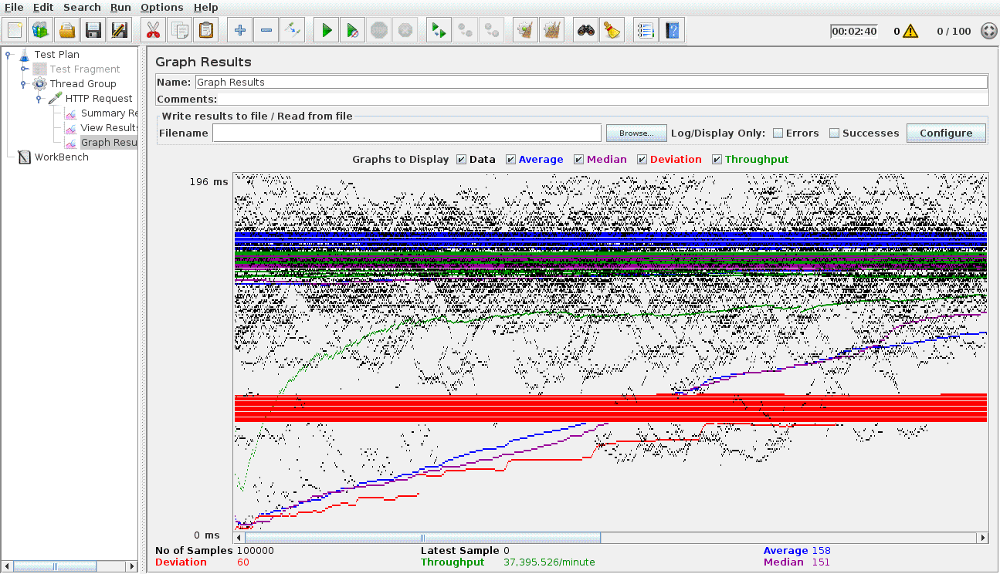 File Edit Search Run Options Help
00:02:40 0 0 / 100
Test Plan
Test Fragment
Thread Group
HTTP Request
Summary Re
View Results
Graph Resu
WorkBench
Graph Results
Name: Graph Results
Comments:
Write results to file / Read from file
Filename Browse... Log/Display Only: Errors Successes Configure
Graphs to Display Data Average Median Deviation Throughput
196 ms
0 ms
No of Samples 100000 Latest Sample 0 Average 158
Deviation 60 Throughput 37,395.526/minute Median 151